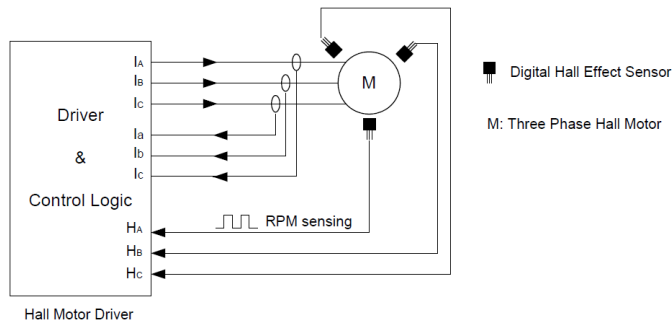 IA
IB
IC
Driver
&
Control Logic
Ia
Ib
Ic
HA
HB
HC
RPM sensing
M
Digital Hall Effect Sensor
M: Three Phase Hall Motor
Hall Motor Driver